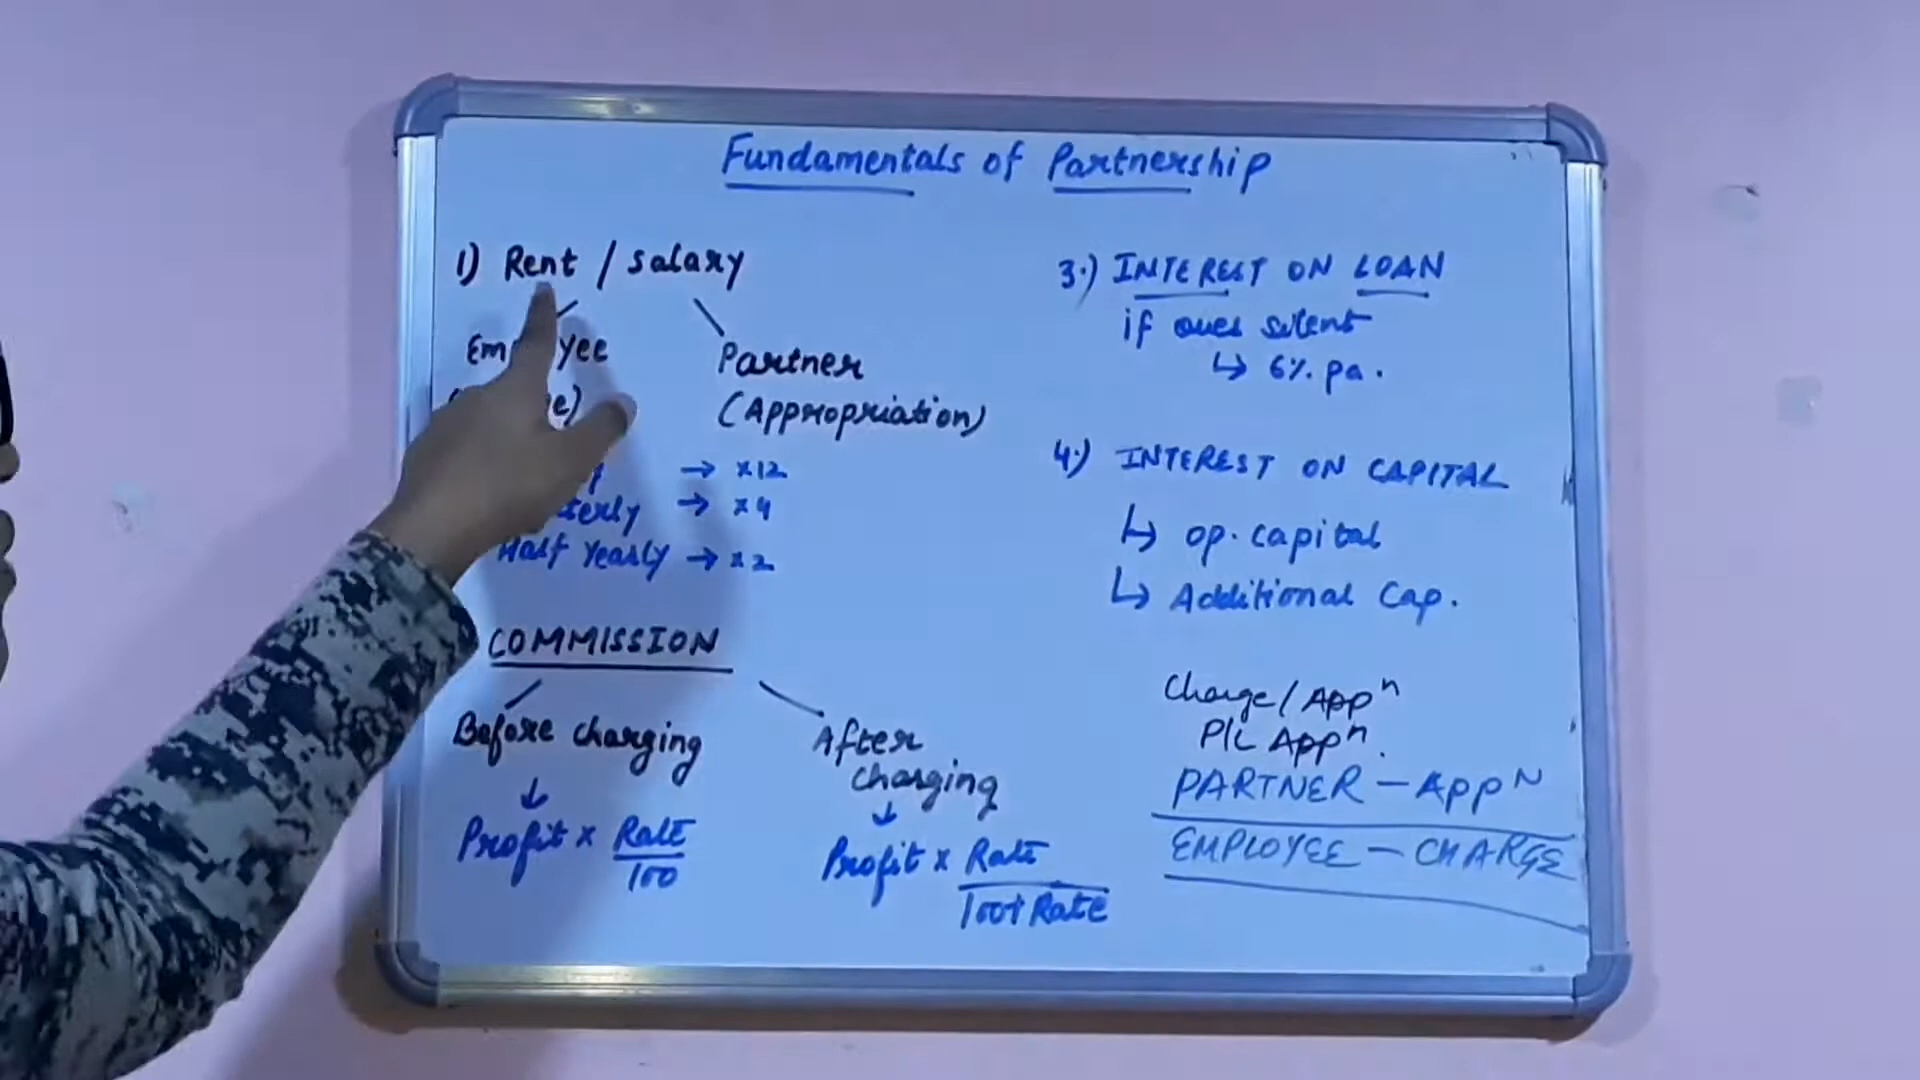 Fundamentals of Partnership
1) Rent / Salary
Partner
(Appropriation)
→ x12
→ x4
Half Yearly → x2
COMMISSION
Before charging
↓
Profit x Rate
100
After
charging
↓
Profit x Rate
100+Rate
3.) INTEREST ON LOAN
if silent
↳ 6% pa.
4.) INTEREST ON CAPITAL
↳ op. capital
↳ Additional Cap.
Charge/Appⁿ
P/L Appⁿ.
PARTNER - APPᴺ
EMPLOYEE - CHARGE